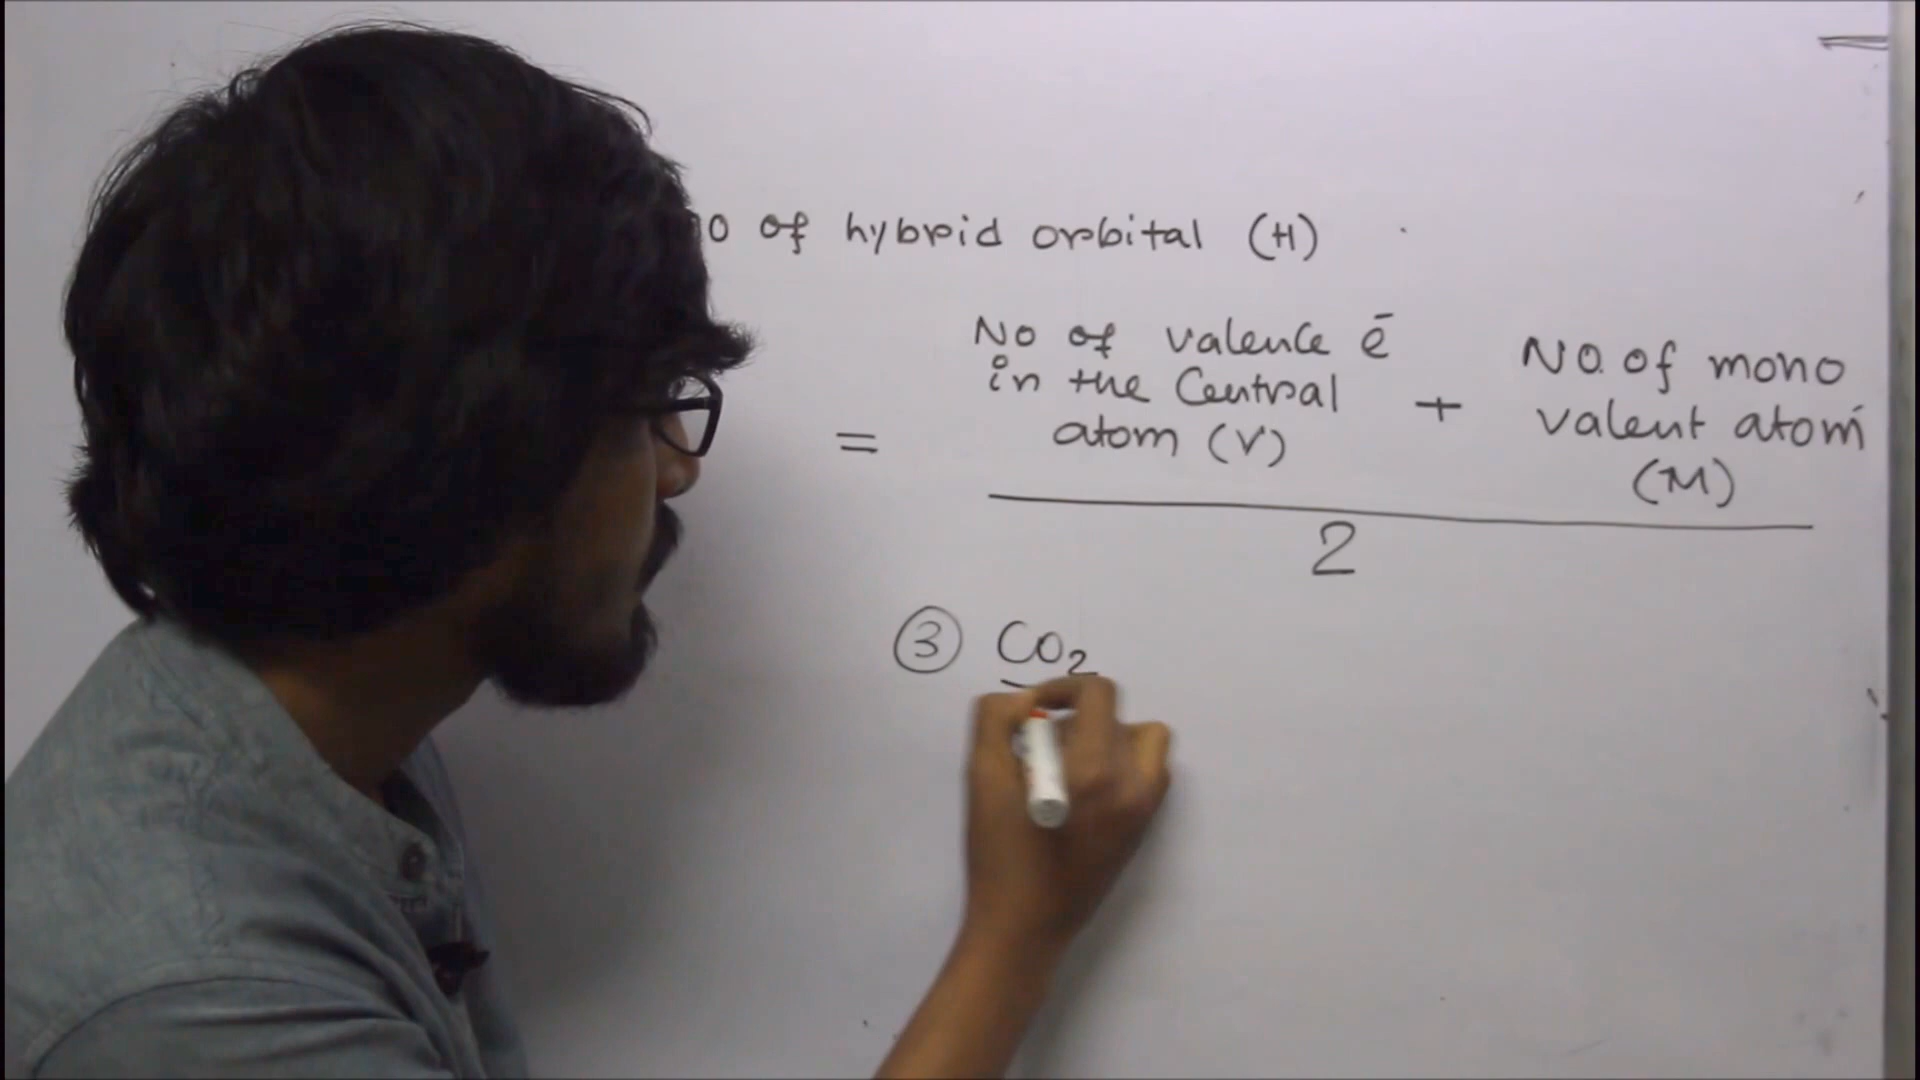 of hybrid orbital (H)
No of valence ē
in the Central
atom (V)
+
No. of mono
valent atom
(M)
=
2
③ CO₂